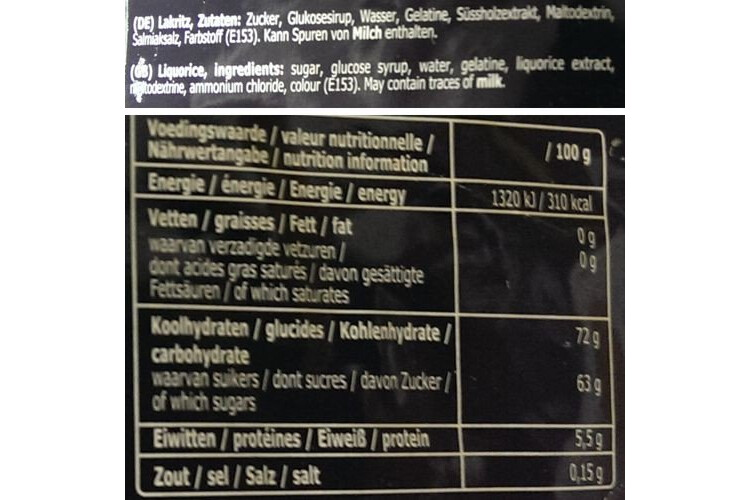 (DE) Lakritz, Zutaten: Zucker, Glukosesirup, Wasser, Gelatine, Süssholzextrakt, Maltodextrin,
Salmiaksalz, Farbstoff (E153). Kann Spuren von Milch enthalten.
(GB) Liquorice, ingredients: sugar, glucose syrup, water, gelatine, liquorice extract,
maltodextrine, ammonium chloride, colour (E153). May contain traces of milk.
Voedingswaarde / valeur nutritionnelle /
Nährwertangabe / nutrition information / 100 g
Energie / énergie / Energie / energy 1320 kJ / 310 kcal
Vetten / graisses / Fett / fat 0 g
waarvan verzadigde vetzuren / 0 g
dont acides gras saturés / davon gesättigte
Fettsäuren / of which saturates
Koolhydraten / glucides / Kohlenhydrate / 72 g
carbohydrate
waarvan suikers / dont sucres / davon Zucker / 63 g
of which sugars
Eiwitten / protéines / Eiweiß / protein 5,5 g
Zout / sel / Salz / salt 0,15 g